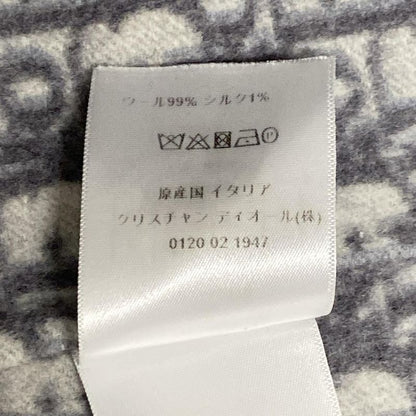 ウール99% シルク1%
原産国 イタリア
クリスチャン ディオール(株)
0120 02 1947